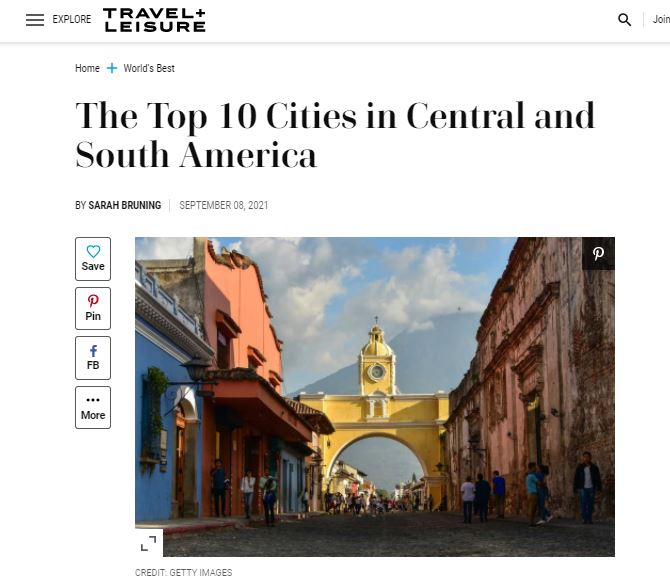 EXPLORE
TRAVEL+
LEISURE
Join
Home + World's Best
The Top 10 Cities in Central and
South America
BY SARAH BRUNING
SEPTEMBER 08, 2021
Save
Pin
FB
More
CREDIT: GETTY IMAGES